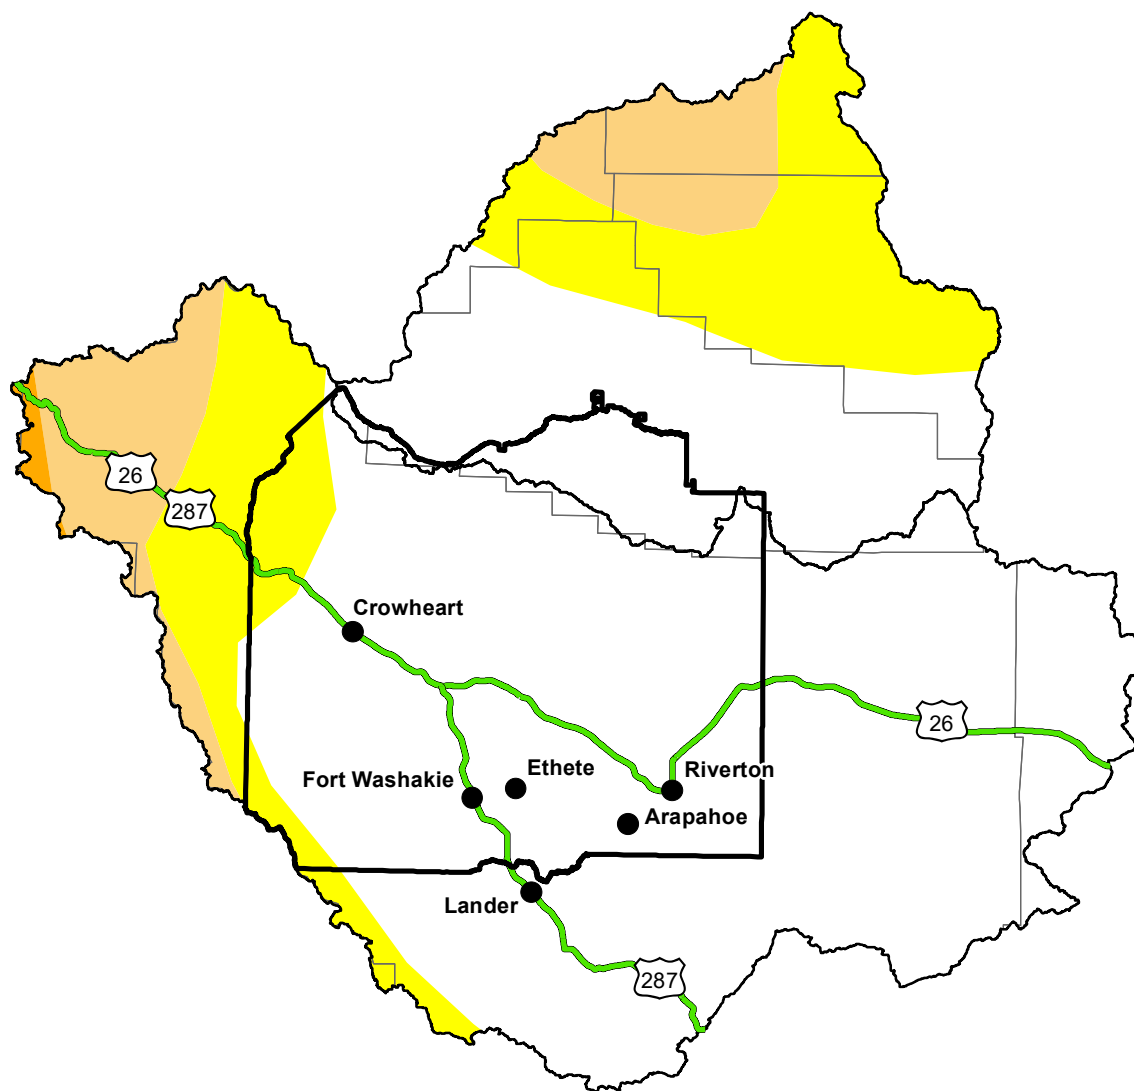 26
287
Crowheart
26
Ethete
Riverton
Fort Washakie
Arapahoe
Lander
287